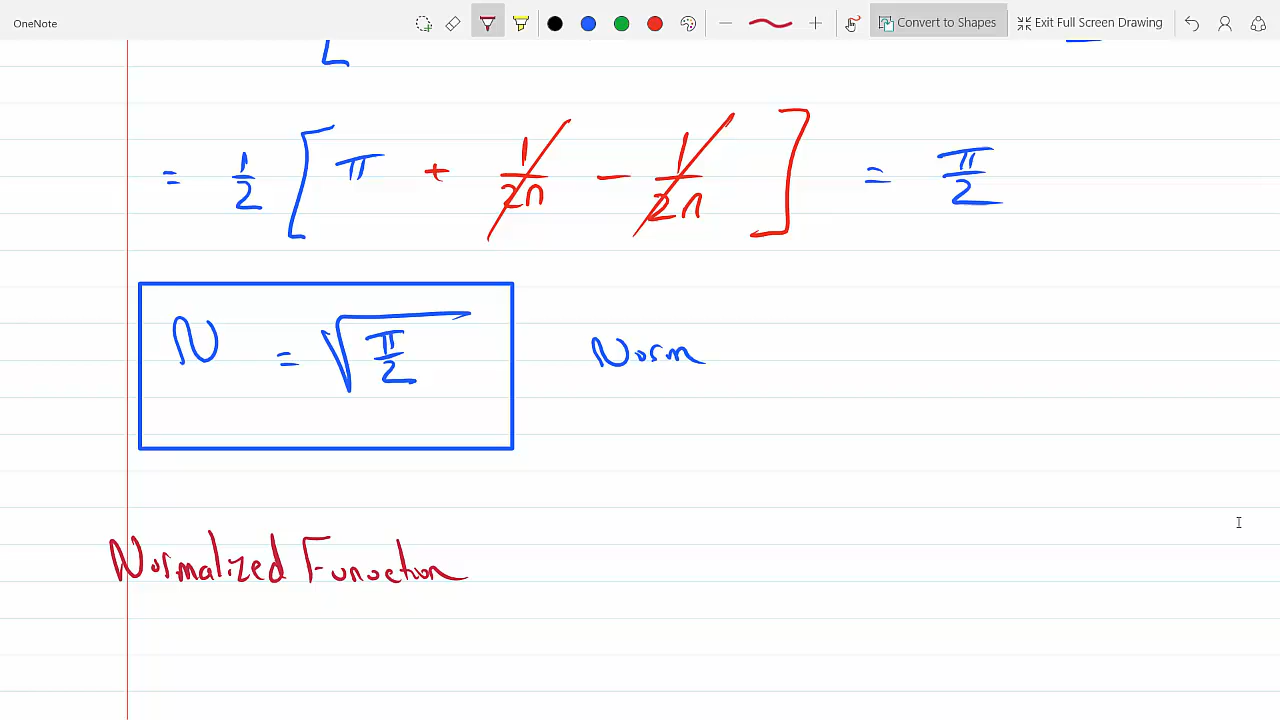 OneNote
Convert to Shapes
Exit Full Screen Drawing
= 1/2 [ π + 1/2n − 1/2n ] = π/2
N = √(π/2) Norm
Normalized Function